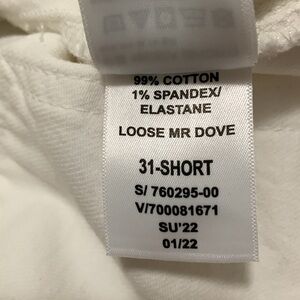 99% COTTON
1% SPANDEX/
ELASTANE
LOOSE MR DOVE
31-SHORT
S/ 760295-00
V/700081671
SU'22
01/22